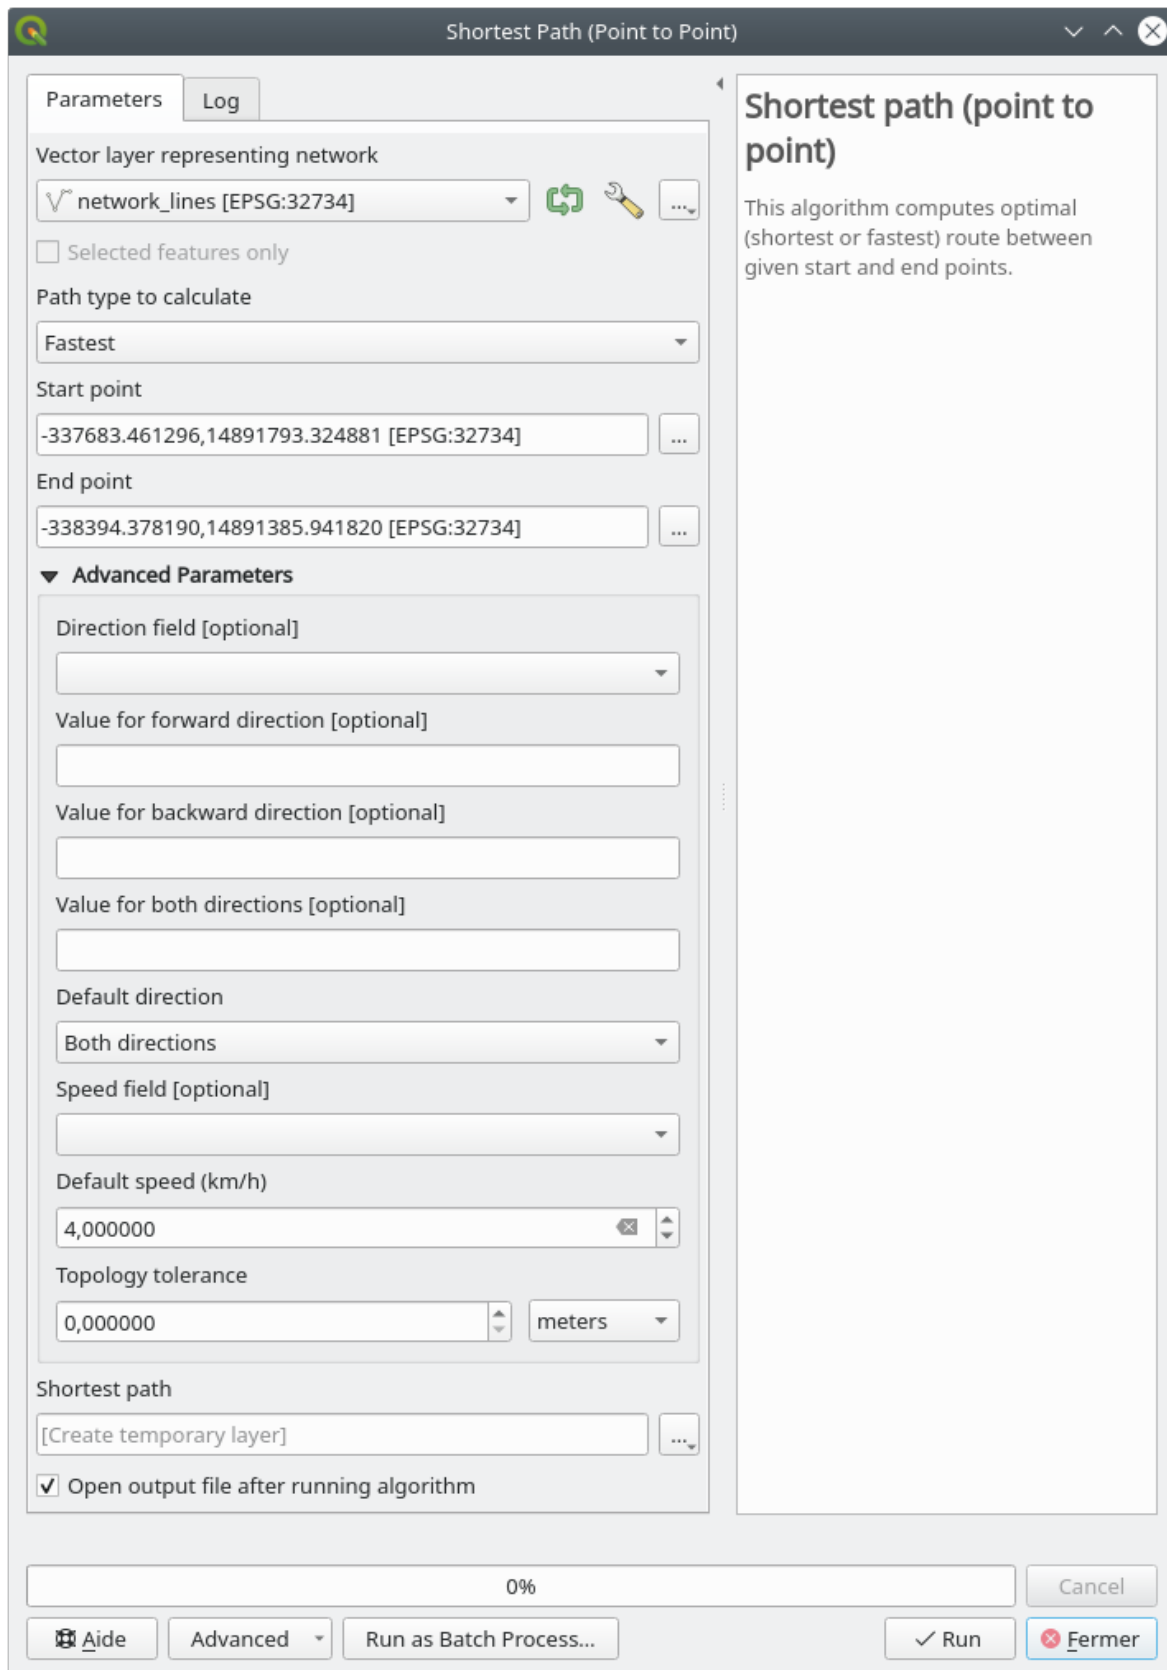 Shortest Path (Point to Point)
Parameters
Log
Vector layer representing network
network_lines [EPSG:32734]
...
Selected features only
Path type to calculate
Fastest
Start point
-337683.461296,14891793.324881 [EPSG:32734]
...
End point
-338394.378190,14891385.941820 [EPSG:32734]
...
Advanced Parameters
Direction field [optional]
Value for forward direction [optional]
Value for backward direction [optional]
Value for both directions [optional]
Default direction
Both directions
Speed field [optional]
Default speed (km/h)
4,000000
Topology tolerance
0,000000
meters
Shortest path
[Create temporary layer]
...
Open output file after running algorithm
Shortest path (point to
point)
This algorithm computes optimal
(shortest or fastest) route between
given start and end points.
0%
Cancel
Aide
Advanced
Run as Batch Process...
Run
Fermer